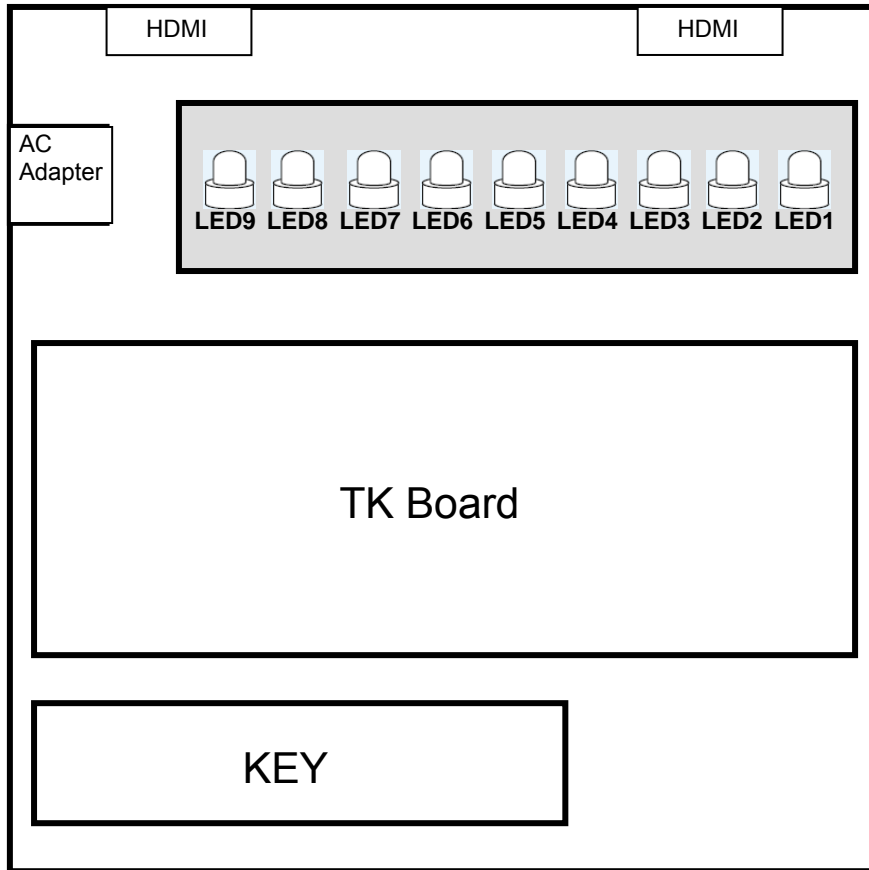 HDMI
HDMI
AC
Adapter
LED9 LED8 LED7 LED6 LED5 LED4 LED3 LED2 LED1
TK Board
KEY